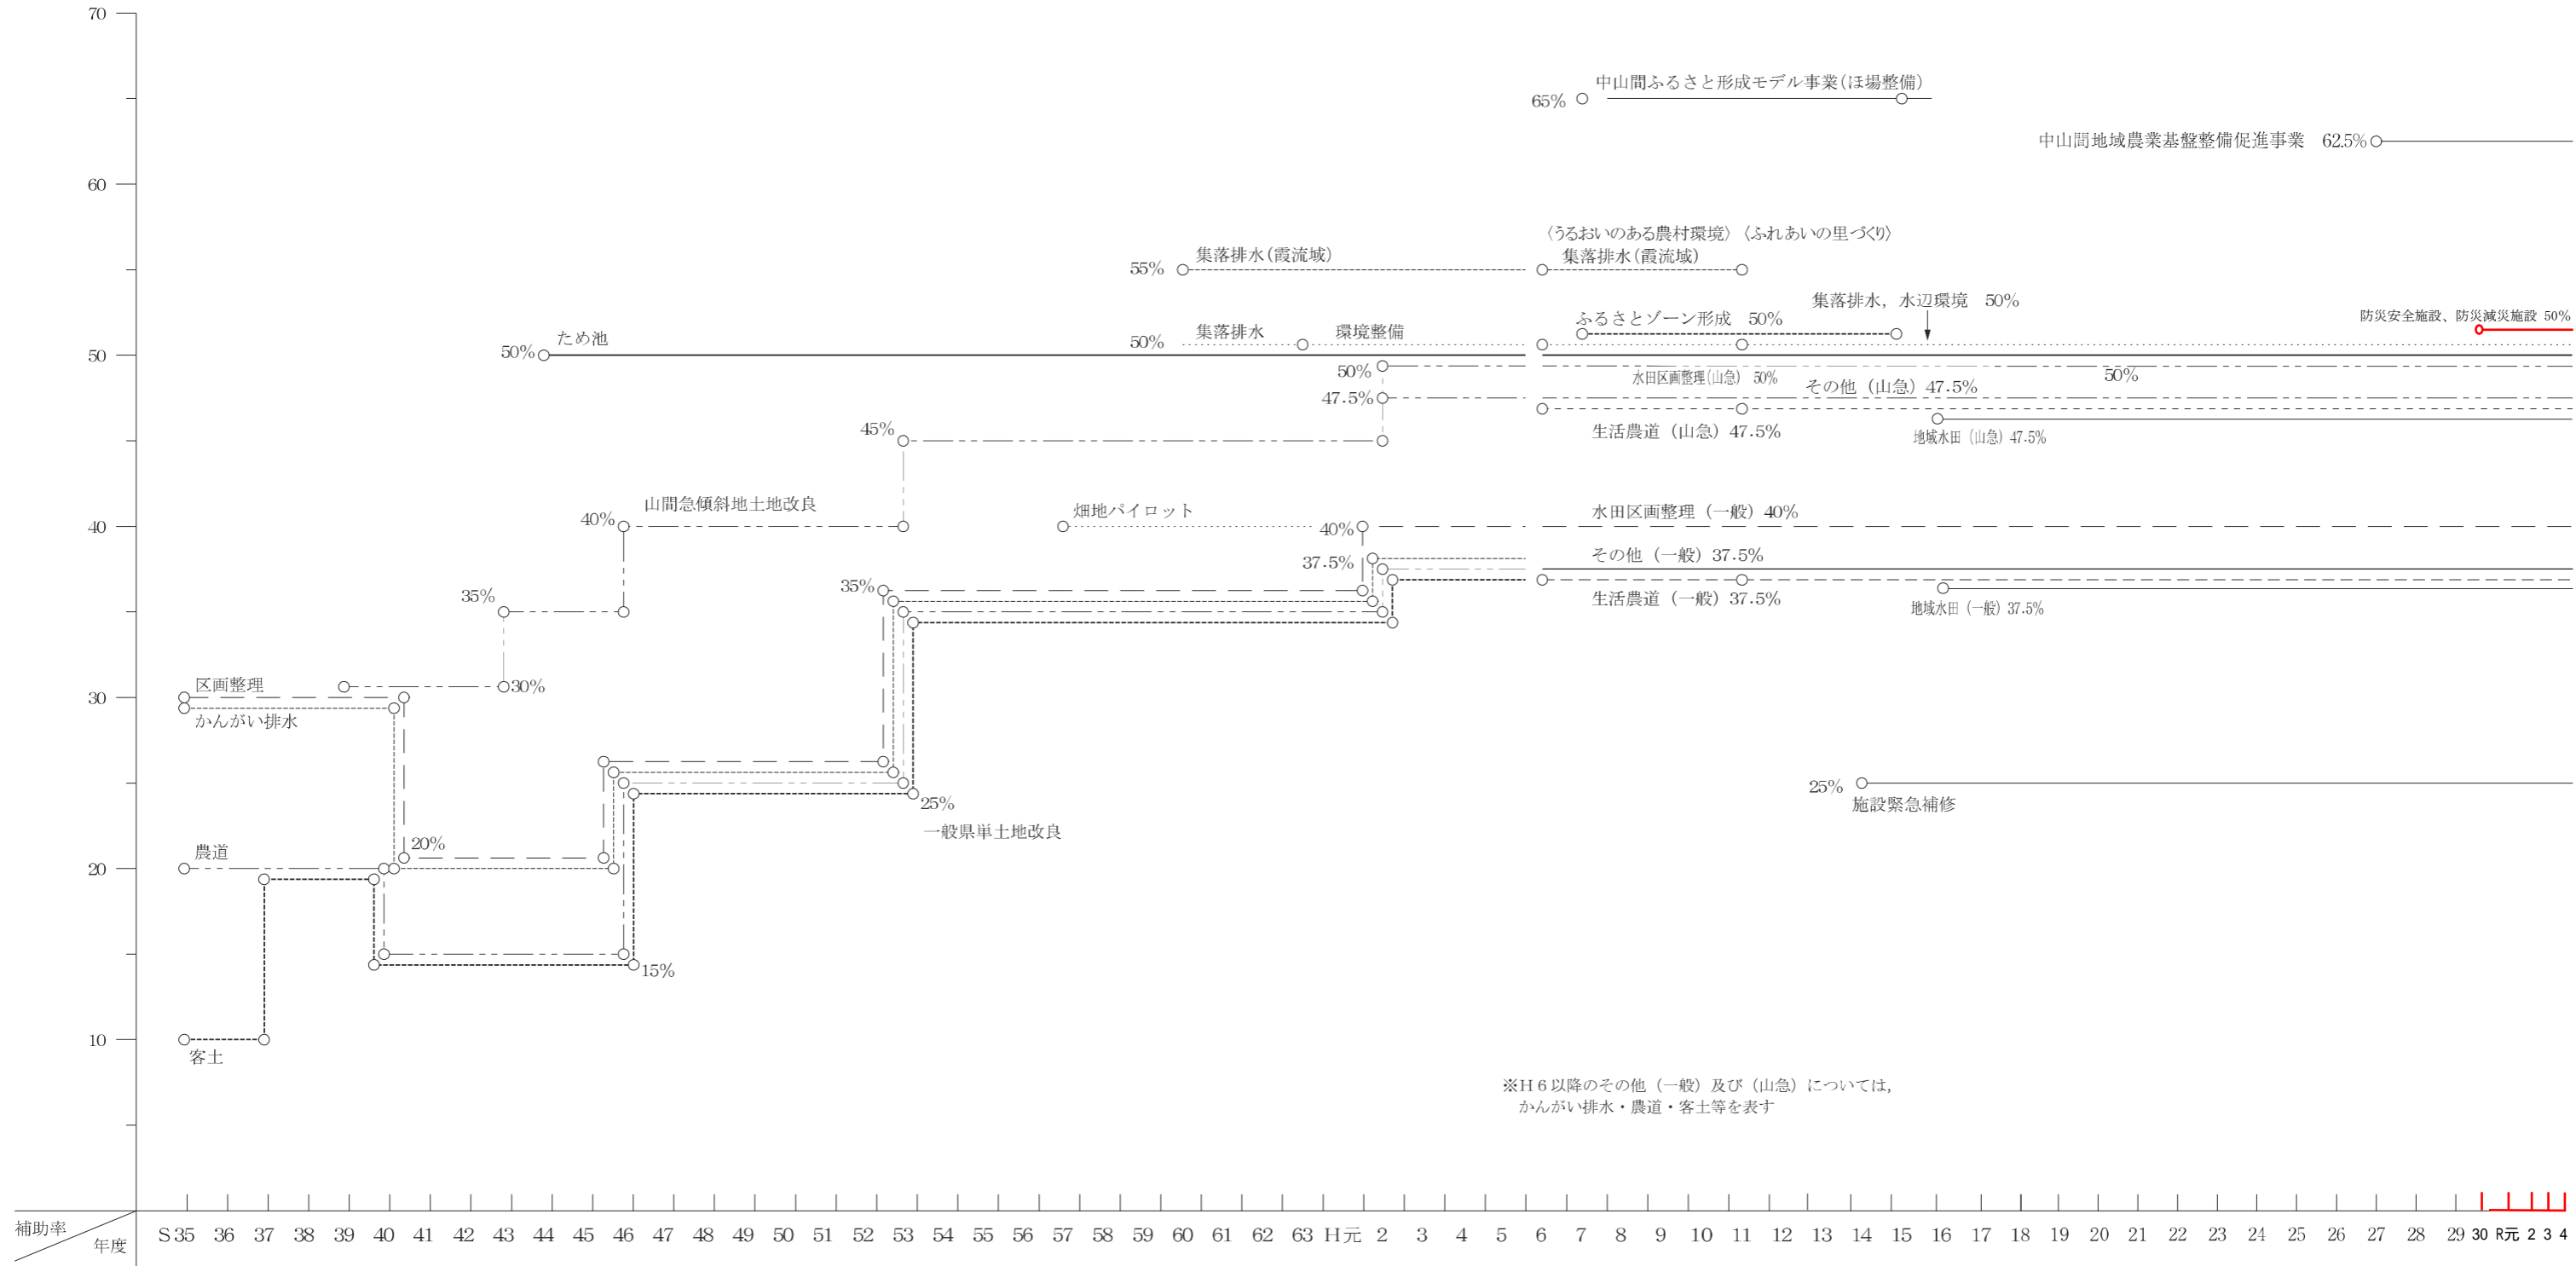 70
中山間ふるさと形成モデル事業(ほ場整備)
65%
中山間地域農業基盤整備促進事業　62.5%
60
〈うるおいのある農村環境〉〈ふれあいの里づくり〉
55%
集落排水(霞流域)
集落排水(霞流域)
集落排水，水辺環境　50%
ふるさとゾーン形成　50%
防災安全施設、防災減災施設 50%
50
50%
ため池
50%
集落排水
環境整備
50%
水田区画整理(山急)　50%
50%
47.5%
その他（山急）47.5%
45%
生活農道（山急）47.5%
地域水田（山急）47.5%
40
40%
山間急傾斜地土地改良
畑地パイロット
40%
水田区画整理（一般）40%
37.5%
その他（一般）37.5%
35%
35%
生活農道（一般）37.5%
地域水田（一般）37.5%
30
区画整理
30%
かんがい排水
25%
一般県単土地改良
25%
施設緊急補修
20
農道
20%
15%
10
客土
※Ｈ６以降のその他（一般）及び（山急）については，
かんがい排水・農道・客土等を表す
補助率
年度
S 35 36 37 38 39 40 41 42 43 44 45 46 47 48 49 50 51 52 53 54 55 56 57 58 59 60 61 62 63 H元 2 3 4 5 6 7 8 9 10 11 12 13 14 15 16 17 18 19 20 21 22 23 24 25 26 27 28 29 30 R元 2 3 4